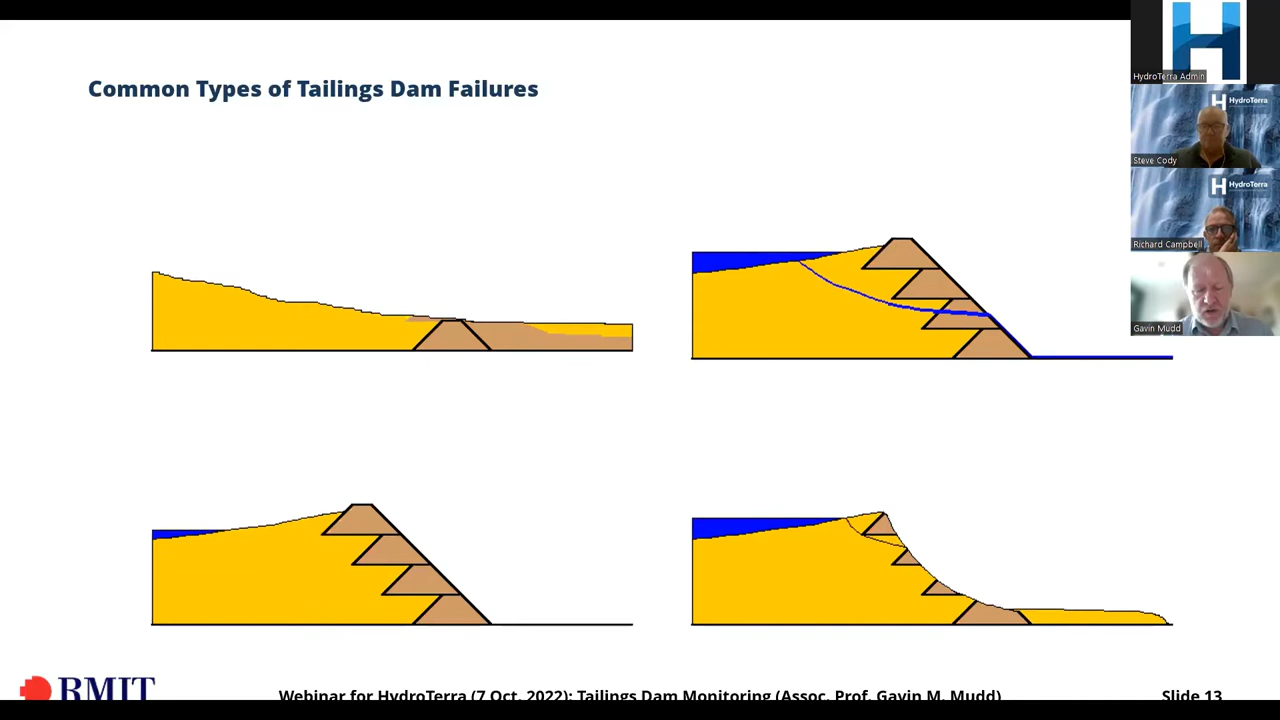 Common Types of Tailings Dam Failures
HydroTerra Admin
HydroTerra
Steve Cody
HydroTerra
Richard Campbell
Gavin Mudd
RMIT
Webinar for HydroTerra (7 Oct. 2022): Tailings Dam Monitoring (Assoc. Prof. Gavin M. Mudd)
Slide 13